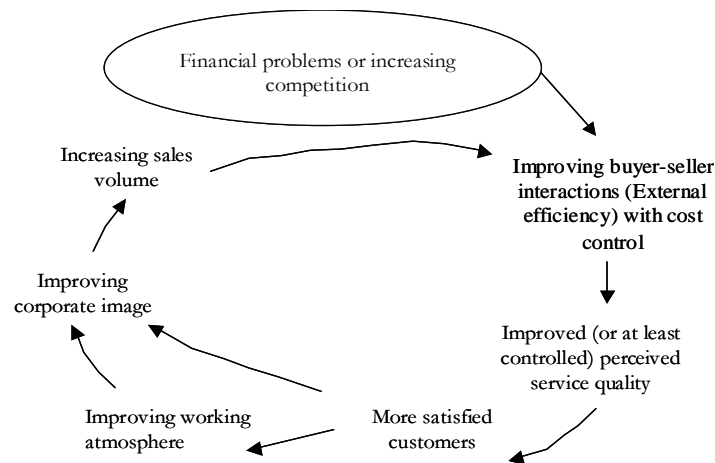 Financial problems or increasing
competition
Increasing sales
volume
Improving buyer-seller
interactions (External
efficiency) with cost
control
Improving
corporate image
Improved (or at least
controlled) perceived
service quality
Improving working
atmosphere
More satisfied
customers